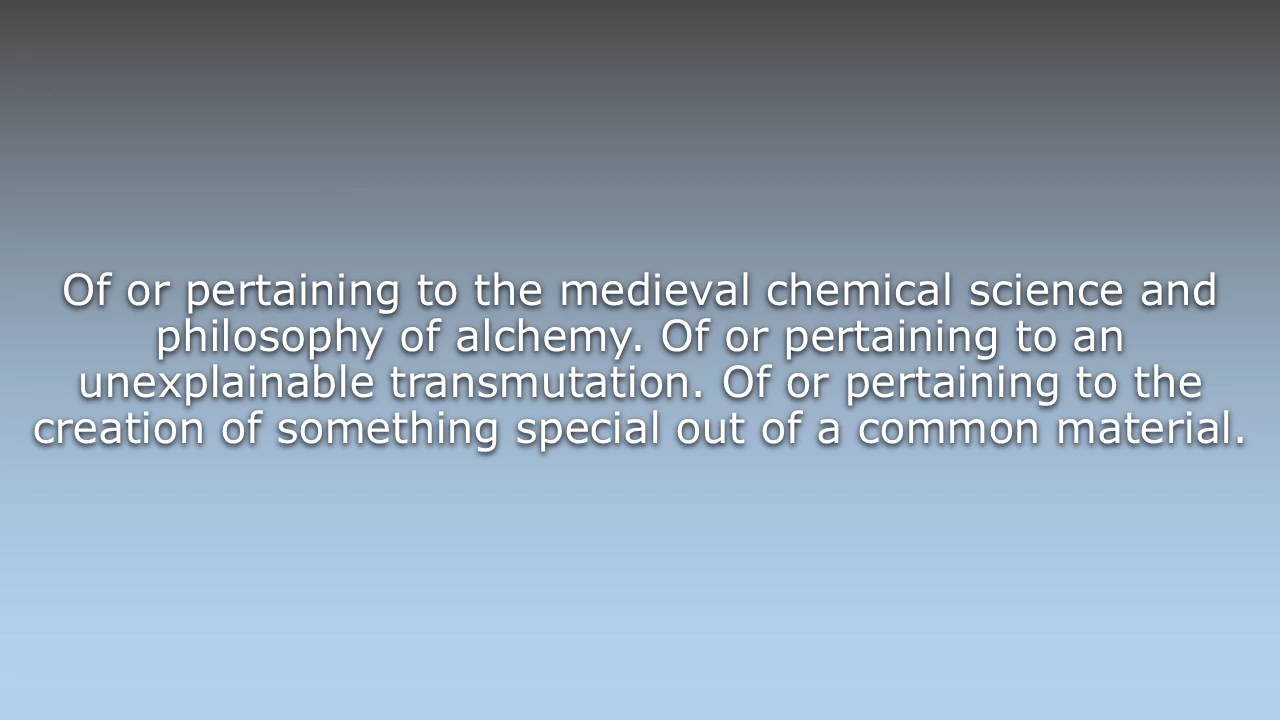 Of or pertaining to the medieval chemical science and
philosophy of alchemy. Of or pertaining to an
unexplainable transmutation. Of or pertaining to the
creation of something special out of a common material.